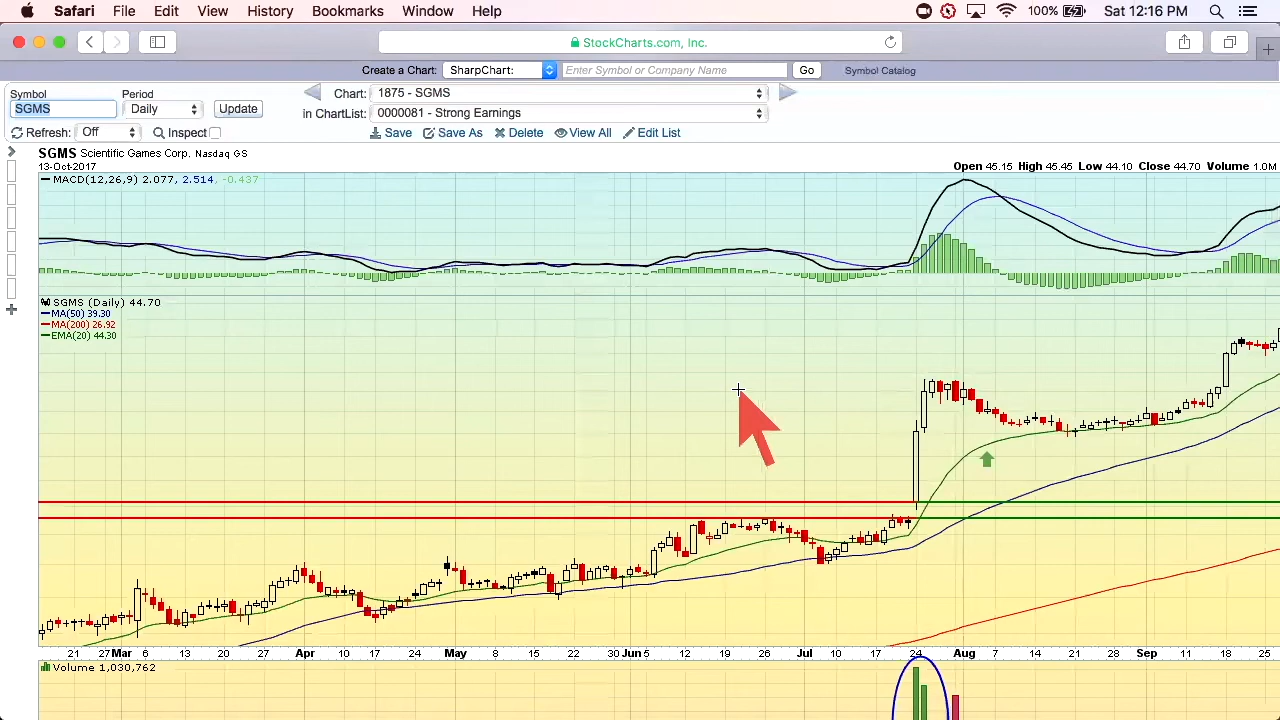 Safari File Edit View History Bookmarks Window Help 100% Sat 12:16 PM
StockCharts.com, Inc.
Create a Chart: SharpChart: Enter Symbol or Company Name Go Symbol Catalog
Symbol Period Chart: 1875 - SGMS
SGMS Daily Update in ChartList: 0000081 - Strong Earnings
Refresh: Off Inspect Save Save As Delete View All Edit List
SGMS Scientific Games Corp. Nasdaq GS
13-Oct-2017 Open 45.15 High 45.45 Low 44.10 Close 44.70 Volume 1.0M
MACD(12,26,9) 2.077, 2.514, -0.437
SGMS (Daily) 44.70
MA(50) 39.30
MA(200) 26.92
EMA(20) 44.30
21 27 Mar 6 13 20 27 Apr 10 17 24 May 8 15 22 30 Jun 5 12 19 26 Jul 10 17 24 Aug 7 14 21 28 Sep 11 18 25
Volume 1,030,762